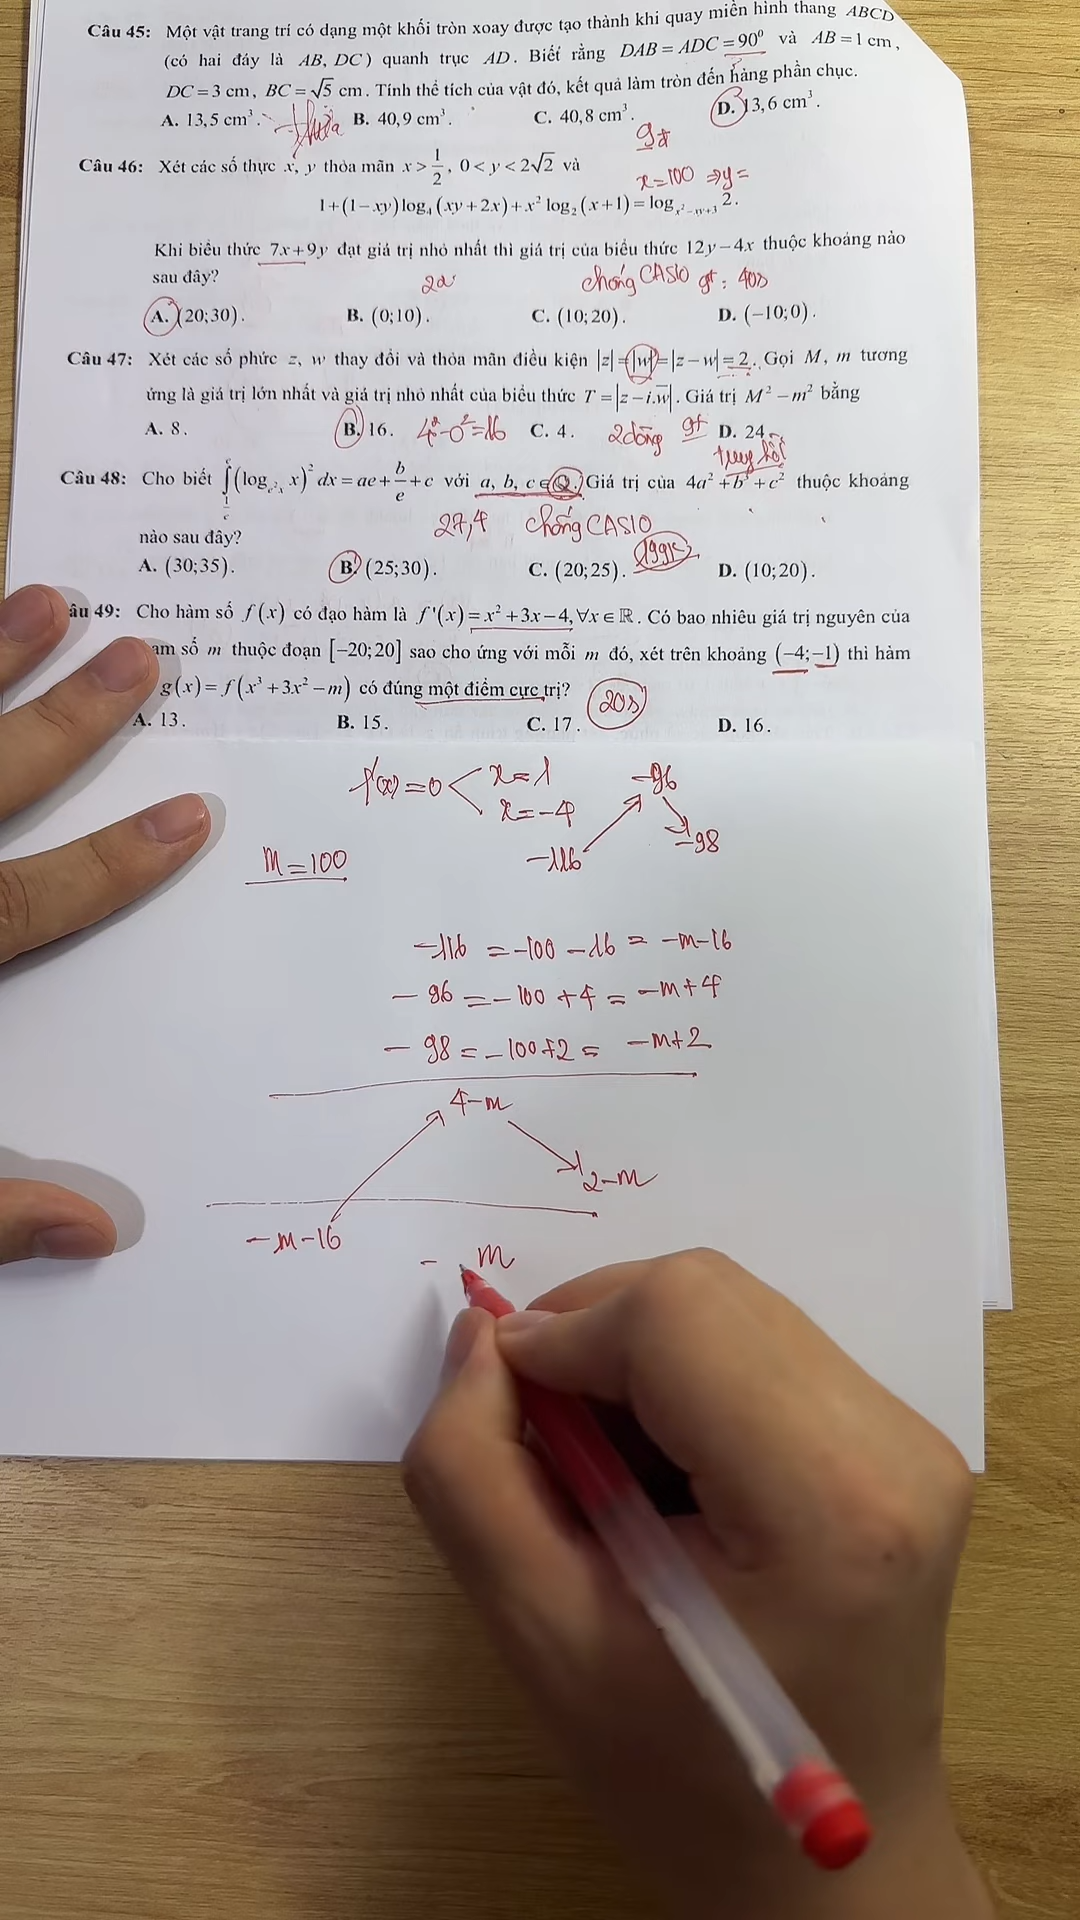 Câu 45: Một vật trang trí có dạng một khối tròn xoay được tạo thành khi quay miền hình thang ABCD
(có hai đáy là AB, DC) quanh trục AD. Biết rằng DAB = ADC = 90⁰ và AB = 1 cm,
DC = 3 cm, BC = √5 cm. Tính thể tích của vật đó, kết quả làm tròn đến hàng phần chục.
A. 13,5 cm³. B. 40,9 cm³. C. 40,8 cm³. D. 13,6 cm³.
Câu 46: Xét các số thực x, y thỏa mãn x > 1/2, 0 < y < 2√2 và
x=100 ⇒ y=
1+(1−xy)log₄(xy+2x)+x² log₂(x+1) = log_{x²−xy+3} 2.
Khi biểu thức 7x+9y đạt giá trị nhỏ nhất thì giá trị của biểu thức 12y−4x thuộc khoảng nào
sau đây?
chống CASIO gt: 40s
A. (20;30). B. (0;10). C. (10;20). D. (−10;0).
Câu 47: Xét các số phức z, w thay đổi và thỏa mãn điều kiện |z|=|w|=|z−w|=2. Gọi M, m tương
ứng là giá trị lớn nhất và giá trị nhỏ nhất của biểu thức T = |z−i.w̅|. Giá trị M²−m² bằng
A. 8. B. 16. 4²−0²=16 C. 4. 2 dòng gt D. 24.
Câu 48: Cho biết ∫_{1/e}^{e} (log_{e²x} x)² dx = ae + b/e + c với a, b, c ∈ Q. Giá trị của 4a²+b³+c² thuộc khoảng
27,4 chống CASIO
nào sau đây?
1995
A. (30;35). B. (25;30). C. (20;25). D. (10;20).
âu 49: Cho hàm số f(x) có đạo hàm là f'(x) = x²+3x−4, ∀x∈ℝ. Có bao nhiêu giá trị nguyên của
am số m thuộc đoạn [−20;20] sao cho ứng với mỗi m đó, xét trên khoảng (−4;−1) thì hàm
g(x) = f(x³+3x²−m) có đúng một điểm cực trị?
20s
A. 13. B. 15. C. 17. D. 16.
f'(x)=0
x=1
x=−4
−96
−116
−98
m=100
−116 = −100 −16 = −m−16
−96 = −100 +4 = −m+4
−98 = −100+2 = −m+2
4−m
2−m
−m−16
− m